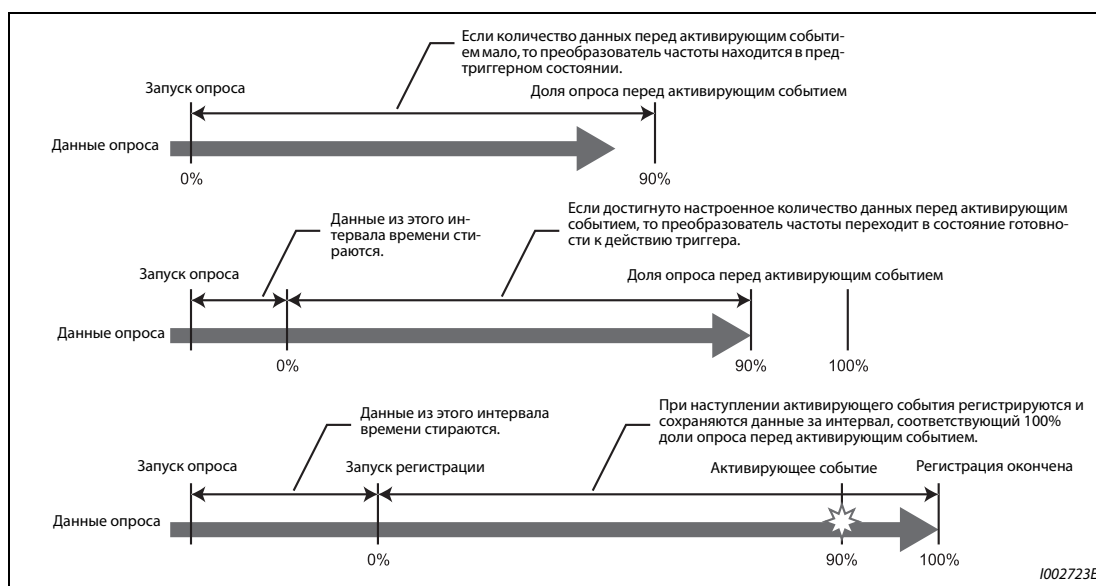 Если количество данных перед активирующим событи-
ем мало, то преобразователь частоты находится в пред-
триггерном состоянии.
Запуск опроса
Доля опроса перед активирующим событием
Данные опроса
0%
90%
Данные из этого ин-
тервала времени сти-
раются.
Если достигнуто настроенное количество данных перед активирующим
событием, то преобразователь частоты переходит в состояние готовно-
сти к действию триггера.
Запуск опроса
Доля опроса перед активирующим событием
Данные опроса
0%
90%
100%
Данные из этого интервала
времени стираются.
При наступлении активирующего события регистрируются и
сохраняются данные за интервал, соответствующий 100%
доли опроса перед активирующим событием.
Запуск опроса
Запуск регистрации
Активирующее событие
Регистрация окончена
Данные опроса
0%
90%
100%
I002723E